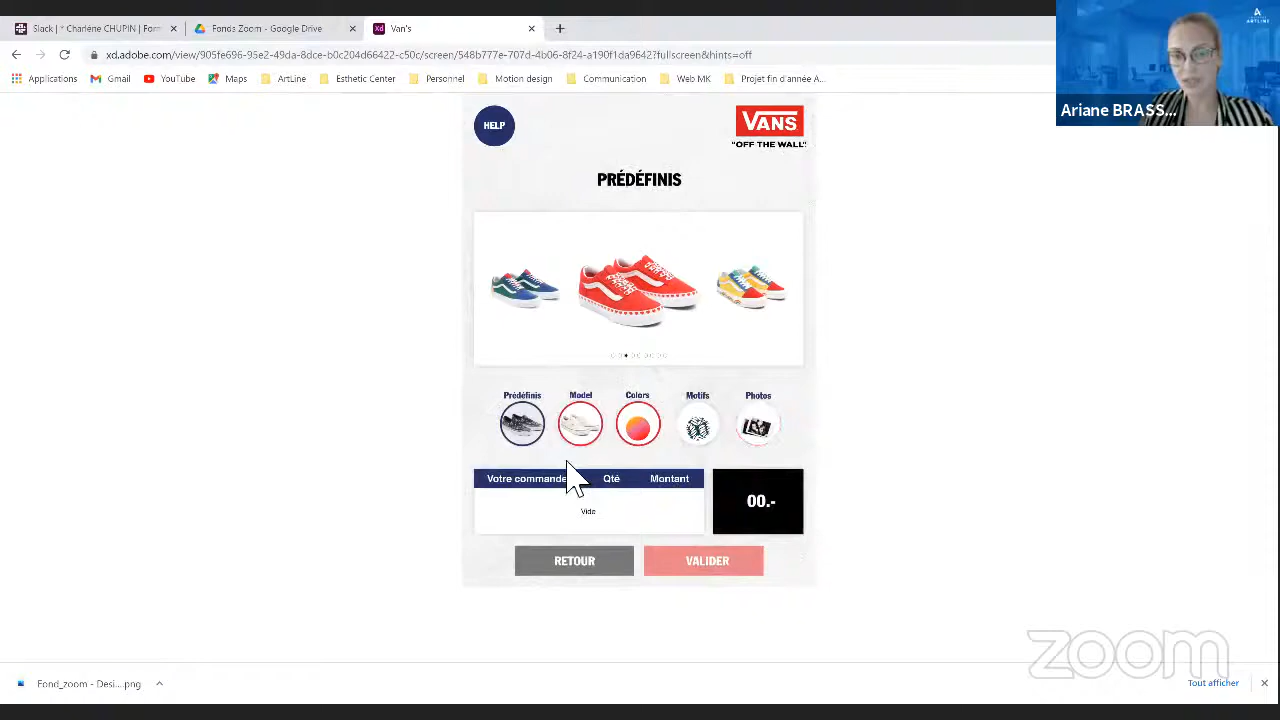 Slack | * Charlene CHUPIN | Form
Fonds Zoom - Google Drive
Van's
xd.adobe.com/view/905fe696-95e2-49da-8dce-b0c204d66422-c50c/screen/548b777e-707d-4b06-8f24-a190f1da9642?fullscreen&hints=off
Applications Gmail YouTube Maps ArtLine Esthetic Center Personnel Motion design Communication Web MK Projet fin d'année A...
ARTLINE
Ariane BRASS...
HELP
VANS
"OFF THE WALL"
PRÉDÉFINIS
Prédéfinis Model Colors Motifs Photos
Votre commande Qté Montant
Vide
00.-
RETOUR VALIDER
zoom
Fond_zoom - Desi....png
Tout afficher